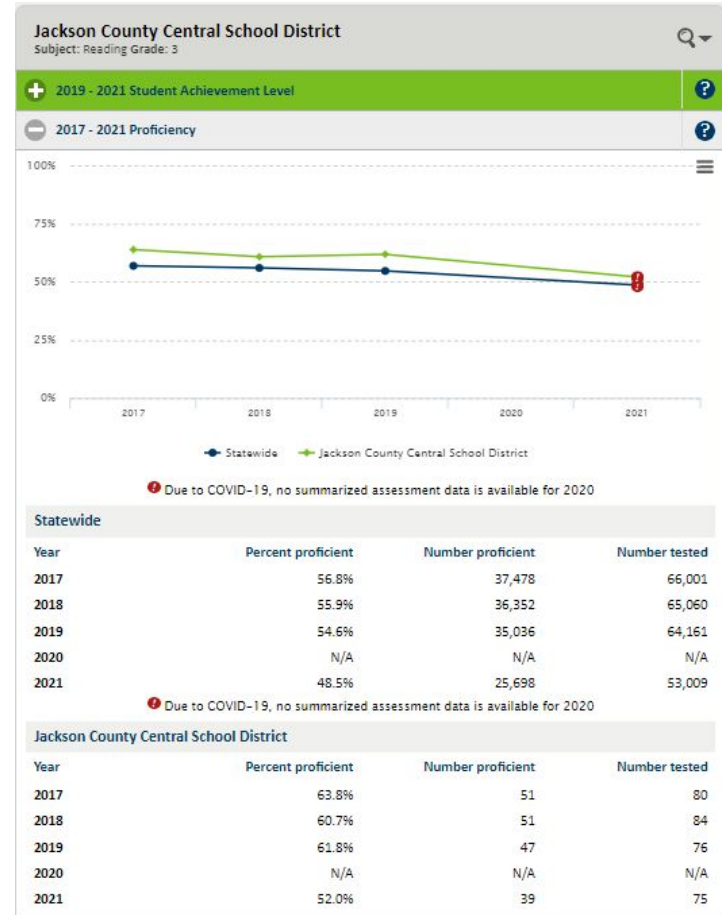 Jackson County Central School District
Subject: Reading Grade: 3
2019 - 2021 Student Achievement Level
2017 - 2021 Proficiency
100%
75%
50%
25%
0%
2017 2018 2019 2020 2021
Statewide Jackson County Central School District
Due to COVID-19, no summarized assessment data is available for 2020
Statewide
Year Percent proficient Number proficient Number tested
2017 56.8% 37,478 66,001
2018 55.9% 36,352 65,060
2019 54.6% 35,036 64,161
2020 N/A N/A N/A
2021 48.5% 25,698 53,009
Due to COVID-19, no summarized assessment data is available for 2020
Jackson County Central School District
Year Percent proficient Number proficient Number tested
2017 63.8% 51 80
2018 60.7% 51 84
2019 61.8% 47 76
2020 N/A N/A N/A
2021 52.0% 39 75